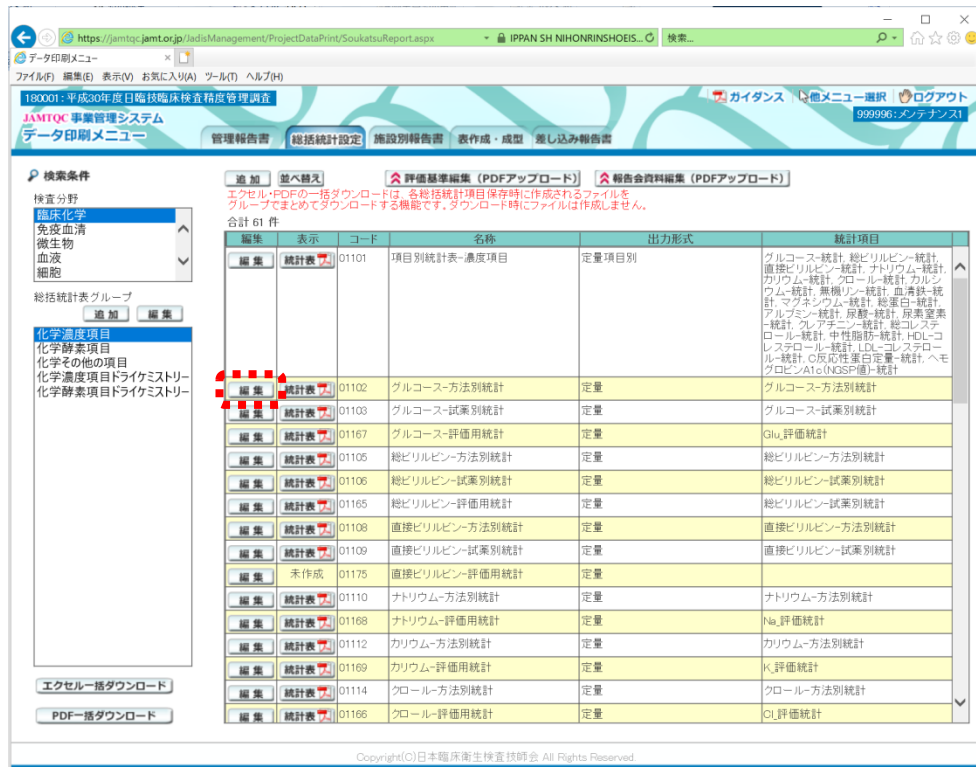 https://jamtqc.jamt.or.jp/JadisManagement/ProjectDataPrint/SoukatsuReport.aspx
IPPAN SH NIHONRINSHOEIS...
検索...
データ印刷メニュー
ファイル(F) 編集(E) 表示(V) お気に入り(A) ツール(T) ヘルプ(H)
180001:平成30年度日臨技臨床検査精度管理調査
ガイダンス 他メニュー選択 ログアウト
JAMTQC 事業管理システム
999996:メンテナンス1
データ印刷メニュー
管理報告書 総括統計設定 施設別報告書 表作成・成型 差し込み報告書
検索条件
検査分野
臨床化学
免疫血清
微生物
血液
細胞
総括統計表グループ
追加 編集
化学濃度項目
化学酵素項目
化学その他の項目
化学濃度項目ドライケミストリー
化学酵素項目ドライケミストリー
エクセル一括ダウンロード
PDF一括ダウンロード
追加 並べ替え 評価基準編集 (PDFアップロード) 報告会資料編集 (PDFアップロード)
エクセル・PDFの一括ダウンロードは、各総括統計項目保存時に作成されるファイルを
グループでまとめてダウンロードする機能です。ダウンロード時にファイルは作成しません。
合計 61 件
編集 表示 コード 名称 出力形式 統計項目
編集 統計表 01101 項目別統計表-濃度項目 定量項目別 グルコース-統計, 総ビリルビン-統計,
直接ビリルビン-統計, ナトリウム-統計,
カリウム-統計, クロール-統計, カルシ
ウム-統計, 無機リン-統計, 血清鉄-統
計, マグネシウム-統計, 総蛋白-統計,
アルブミン-統計, 尿酸-統計, 尿素窒素
-統計, クレアチニン-統計, 総コレステ
ロール-統計, 中性脂肪-統計, HDL-コ
レステロール-統計, LDL-コレステロー
ル-統計, C反応性蛋白定量-統計, ヘモ
グロビンA1c(NGSP値)-統計
編集 統計表 01102 グルコース-方法別統計 定量 グルコース-方法別統計
編集 統計表 01103 グルコース-試薬別統計 定量 グルコース-試薬別統計
編集 統計表 01167 グルコース-評価用統計 定量 Glu_評価統計
編集 統計表 01105 総ビリルビン-方法別統計 定量 総ビリルビン-方法別統計
編集 統計表 01106 総ビリルビン-試薬別統計 定量 総ビリルビン-試薬別統計
編集 統計表 01165 総ビリルビン-評価用統計 定量 総ビリルビン-試薬別統計
編集 統計表 01108 直接ビリルビン-方法別統計 定量 直接ビリルビン-方法別統計
編集 統計表 01109 直接ビリルビン-試薬別統計 定量 直接ビリルビン-試薬別統計
編集 未作成 01175 直接ビリルビン-評価用統計 定量
編集 統計表 01110 ナトリウム-方法別統計 定量 ナトリウム-方法別統計
編集 統計表 01168 ナトリウム-評価用統計 定量 Na_評価統計
編集 統計表 01112 カリウム-方法別統計 定量 カリウム-方法別統計
編集 統計表 01169 カリウム-評価用統計 定量 K_評価統計
編集 統計表 01114 クロール-方法別統計 定量 クロール-方法別統計
編集 統計表 01166 クロール-評価用統計 定量 Cl_評価統計
Copyright(C)日本臨床衛生検査技師会 All Rights Reserved.